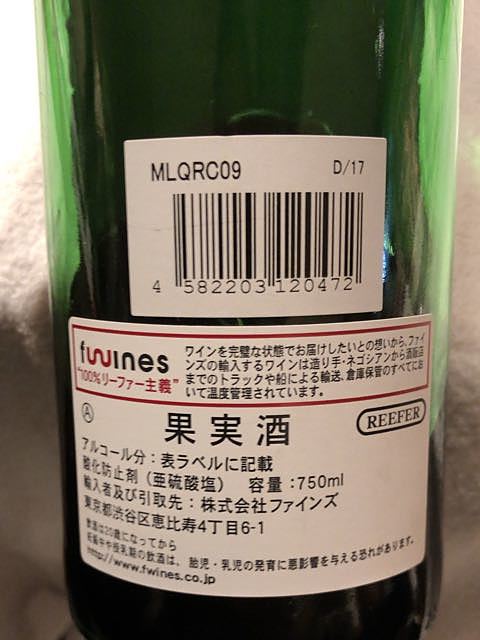 MLQRC09 D/17
4 582203 120472
fwines
"100%リーファー主義"
ワインを完璧な状態でお届けしたいとの想いから、ファイ
ンズの輸入するワインは造り手・ネゴシアンから酒販店
までのトラックや船による輸送、倉庫保管のすべてにお
いて温度管理されています。
Ⓐ
果実酒
REEFER
アルコール分：表ラベルに記載
酸化防止剤（亜硫酸塩） 容量：750ml
輸入者及び引取先：株式会社ファインズ
東京都渋谷区恵比寿4丁目6-1
飲酒は20歳になってから
妊娠中や授乳期の飲酒は、胎児・乳児の発育に悪影響を与える恐れがあります。
http://www.fwines.co.jp